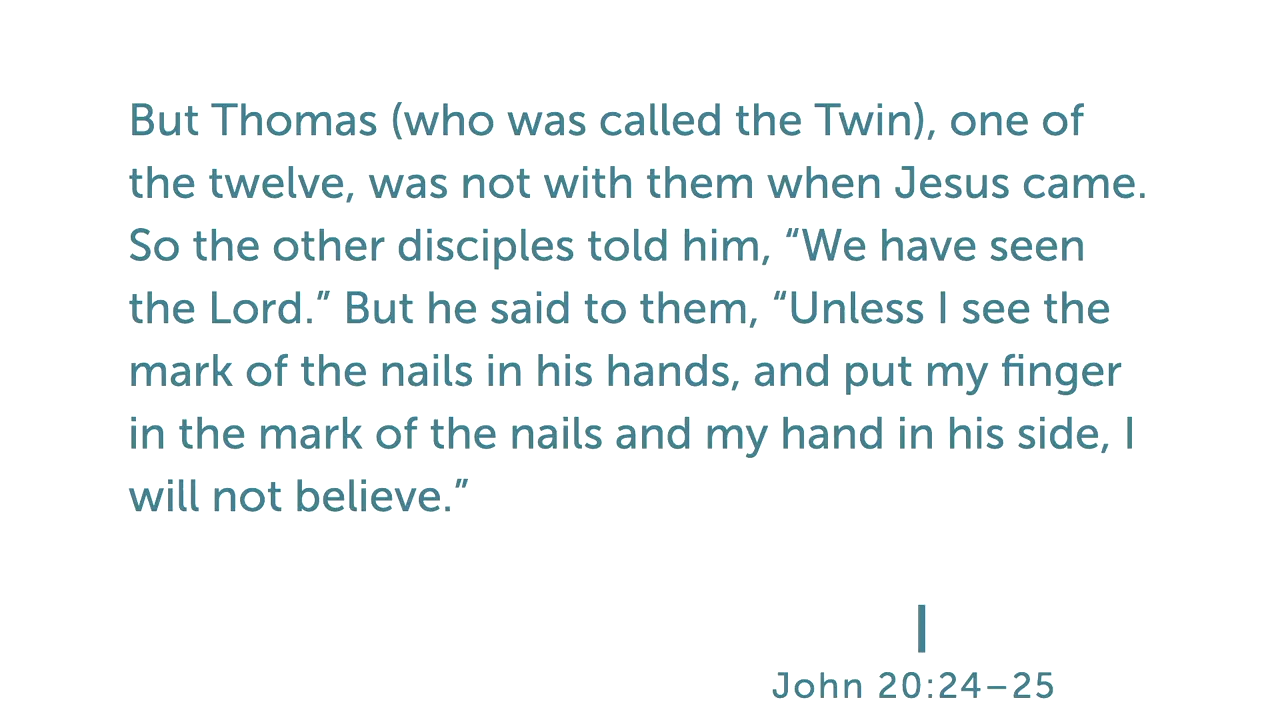 But Thomas (who was called the Twin), one of
the twelve, was not with them when Jesus came.
So the other disciples told him, “We have seen
the Lord.” But he said to them, “Unless I see the
mark of the nails in his hands, and put my finger
in the mark of the nails and my hand in his side, I
will not believe.”
John 20:24–25